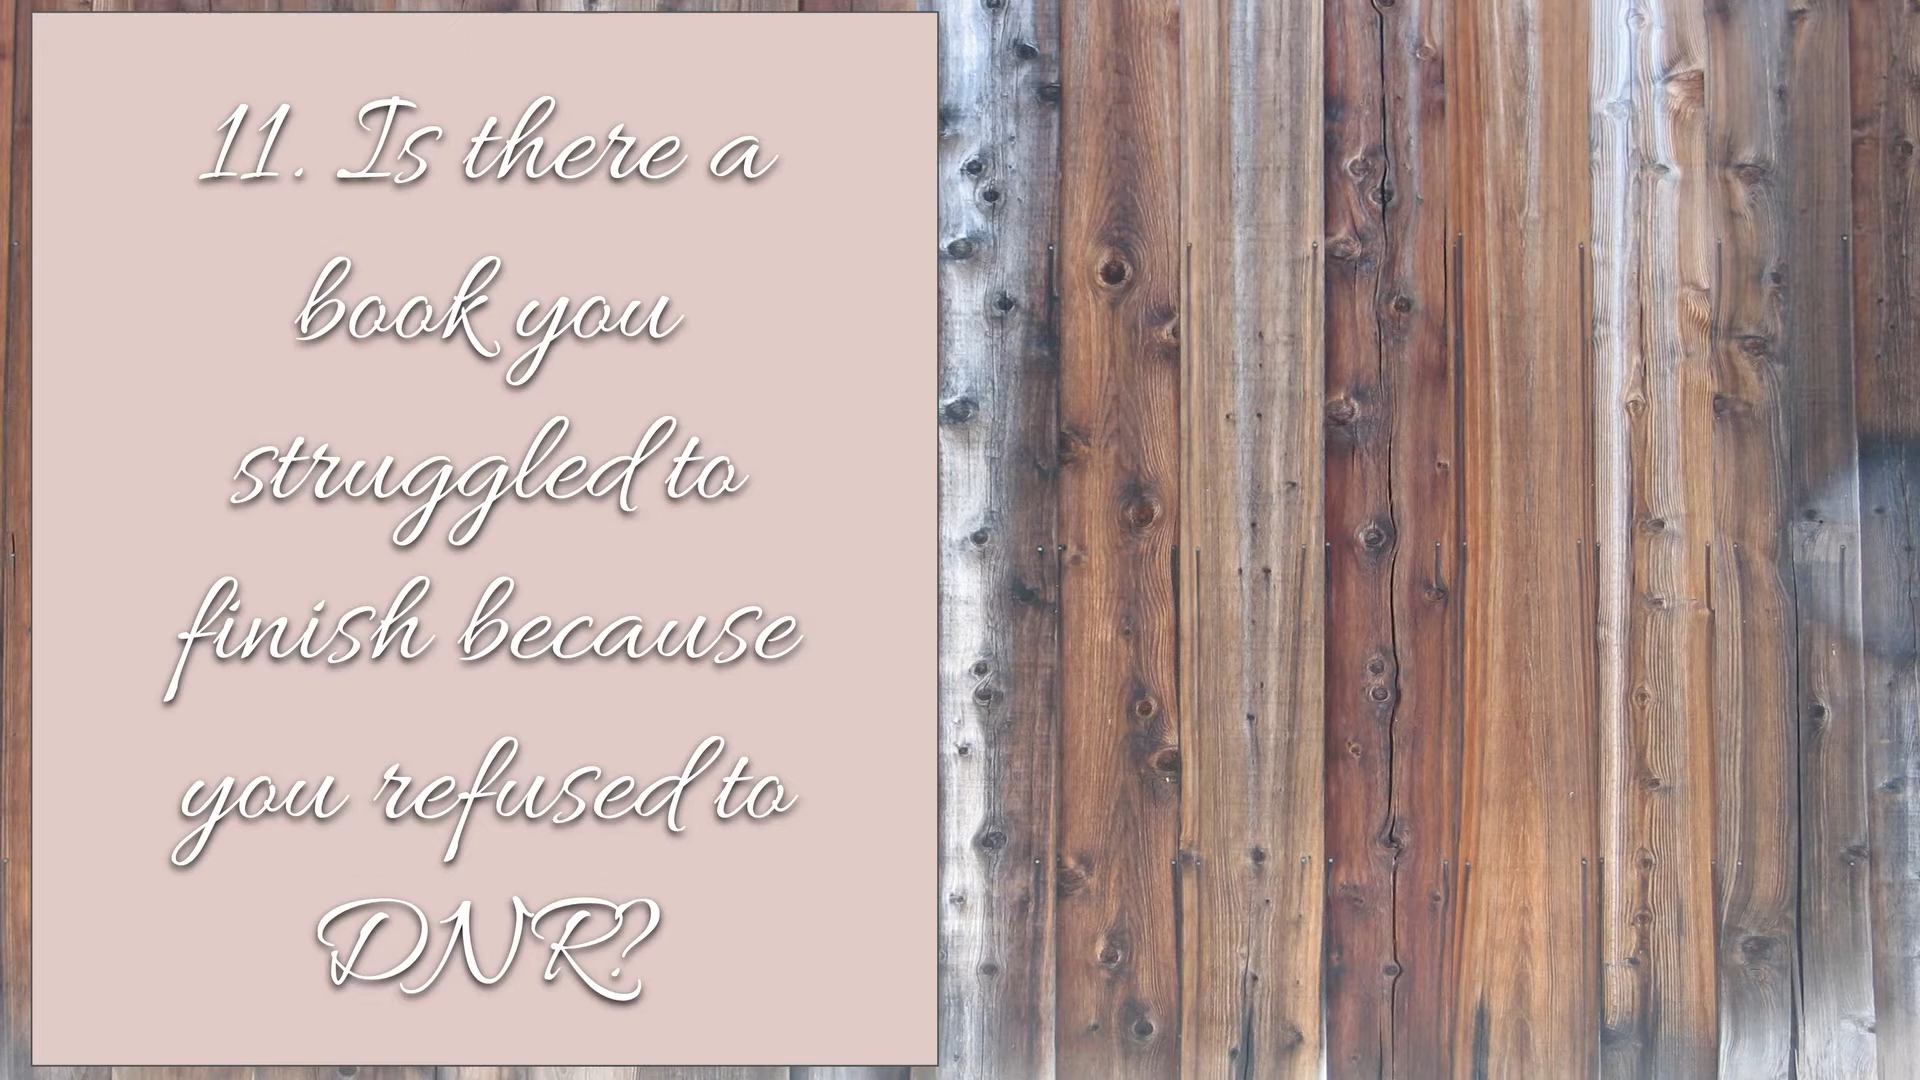 11. Is there a
book you
struggled to
finish because
you refused to
DNR?